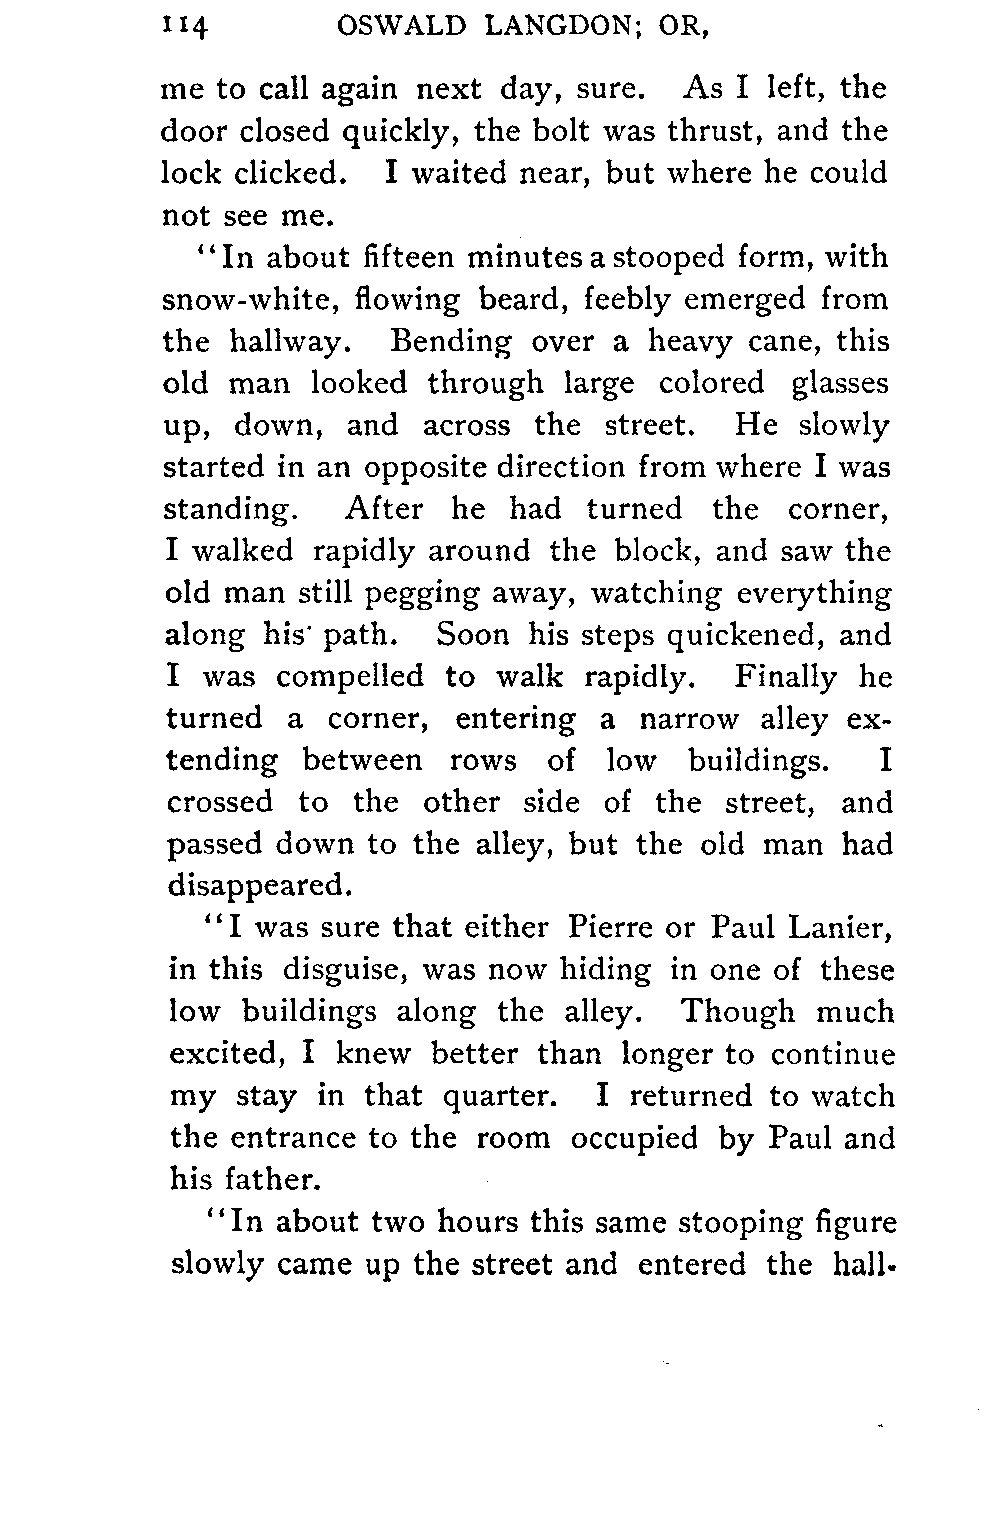 114 OSWALD LANGDON; OR,
me to call again next day, sure. As I left, the
door closed quickly, the bolt was thrust, and the
lock clicked. I waited near, but where he could
not see me.
“In about fifteen minutes a stooped form, with
snow-white, flowing beard, feebly emerged from
the hallway. Bending over a heavy cane, this
old man looked through large colored glasses
up, down, and across the street. He slowly
started in an opposite direction from where I was
standing. After he had turned the corner,
I walked rapidly around the block, and saw the
old man still pegging away, watching everything
along his path. Soon his steps quickened, and
I was compelled to walk rapidly. Finally he
turned a corner, entering a narrow alley ex-
tending between rows of low buildings. I
crossed to the other side of the street, and
passed down to the alley, but the old man had
disappeared.
“I was sure that either Pierre or Paul Lanier,
in this disguise, was now hiding in one of these
low buildings along the alley. Though much
excited, I knew better than longer to continue
my stay in that quarter. I returned to watch
the entrance to the room occupied by Paul and
his father.
“In about two hours this same stooping figure
slowly came up the street and entered the hall-